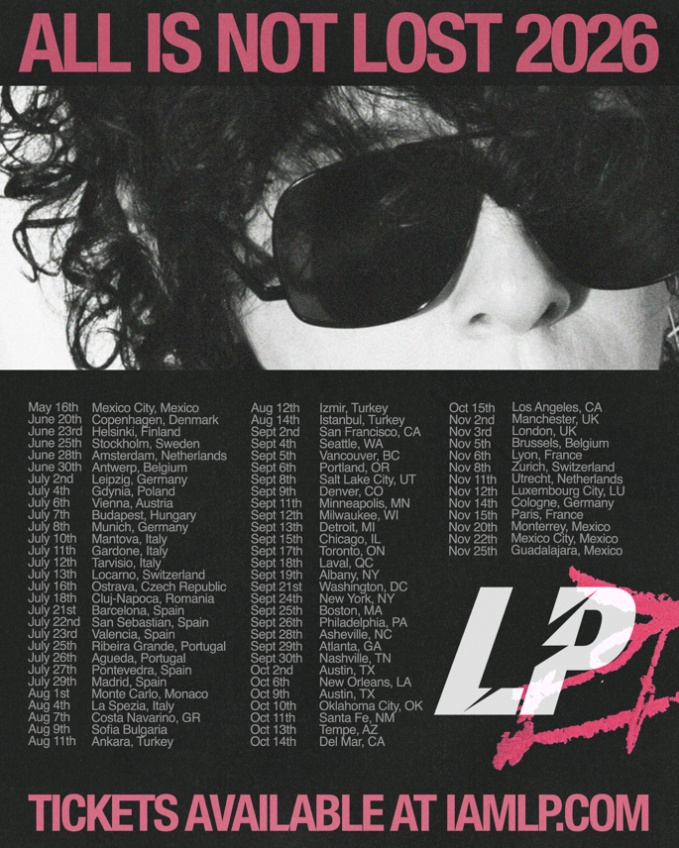 ALL IS NOT LOST 2026
May 16th Mexico City, Mexico
June 20th Copenhagen, Denmark
June 23rd Helsinki, Finland
June 25th Stockholm, Sweden
June 28th Amsterdam, Netherlands
June 30th Antwerp, Belgium
July 2nd Leipzig, Germany
July 4th Gdynia, Poland
July 6th Vienna, Austria
July 7th Budapest, Hungary
July 8th Munich, Germany
July 10th Mantova, Italy
July 11th Gardone, Italy
July 12th Tarvisio, Italy
July 13th Locarno, Switzerland
July 16th Ostrava, Czech Republic
July 18th Cluj-Napoca, Romania
July 21st Barcelona, Spain
July 22nd San Sebastian, Spain
July 23rd Valencia, Spain
July 25th Ribeira Grande, Portugal
July 26th Agueda, Portugal
July 27th Pontevedra, Spain
July 29th Madrid, Spain
Aug 1st Monte Carlo, Monaco
Aug 4th La Spezia, Italy
Aug 7th Costa Navarino, GR
Aug 9th Sofia Bulgaria
Aug 11th Ankara, Turkey
Aug 12th Izmir, Turkey
Aug 14th Istanbul, Turkey
Sept 2nd San Francisco, CA
Sept 4th Seattle, WA
Sept 5th Vancouver, BC
Sept 6th Portland, OR
Sept 8th Salt Lake City, UT
Sept 9th Denver, CO
Sept 11th Minneapolis, MN
Sept 12th Milwaukee, WI
Sept 13th Detroit, MI
Sept 15th Chicago, IL
Sept 17th Toronto, ON
Sept 18th Laval, QC
Sept 19th Albany, NY
Sept 21st Washington, DC
Sept 24th New York, NY
Sept 25th Boston, MA
Sept 26th Philadelphia, PA
Sept 28th Asheville, NC
Sept 29th Atlanta, GA
Sept 30th Nashville, TN
Oct 2nd Austin, TX
Oct 6th New Orleans, LA
Oct 9th Austin, TX
Oct 10th Oklahoma City, OK
Oct 11th Santa Fe, NM
Oct 13th Tempe, AZ
Oct 14th Del Mar, CA
Oct 15th Los Angeles, CA
Nov 2nd Manchester, UK
Nov 3rd London, UK
Nov 5th Brussels, Belgium
Nov 6th Lyon, France
Nov 8th Zurich, Switzerland
Nov 11th Utrecht, Netherlands
Nov 12th Luxembourg City, LU
Nov 14th Cologne, Germany
Nov 15th Paris, France
Nov 20th Monterrey, Mexico
Nov 22th Mexico City, Mexico
Nov 25th Guadalajara, Mexico
LP
TICKETS AVAILABLE AT IAMLP.COM